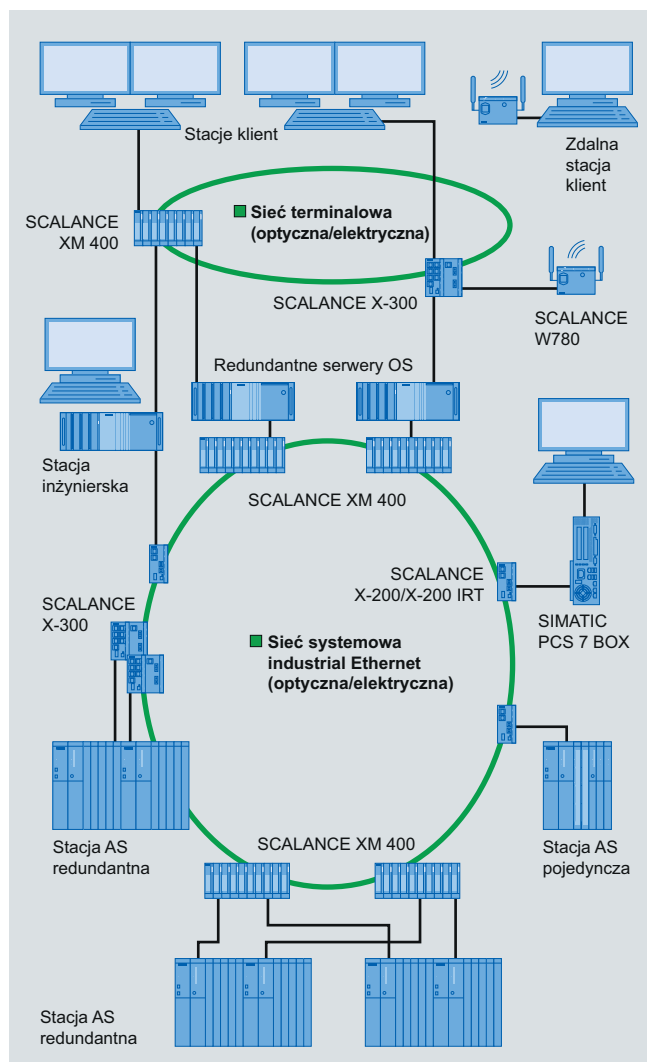 Stacje klient
Zdalna
stacja
klient
SCALANCE
XM 400
Sieć terminalowa
(optyczna/elektryczna)
SCALANCE X-300
SCALANCE
W780
Redundantne serwery OS
Stacja
inżynierska
SCALANCE XM 400
SCALANCE
X-200/X-200 IRT
SIMATIC
PCS 7 BOX
SCALANCE
X-300
Sieć systemowa
industrial Ethernet
(optyczna/elektryczna)
Stacja AS
redundantna
SCALANCE XM 400
Stacja AS
pojedyncza
Stacja AS
redundantna